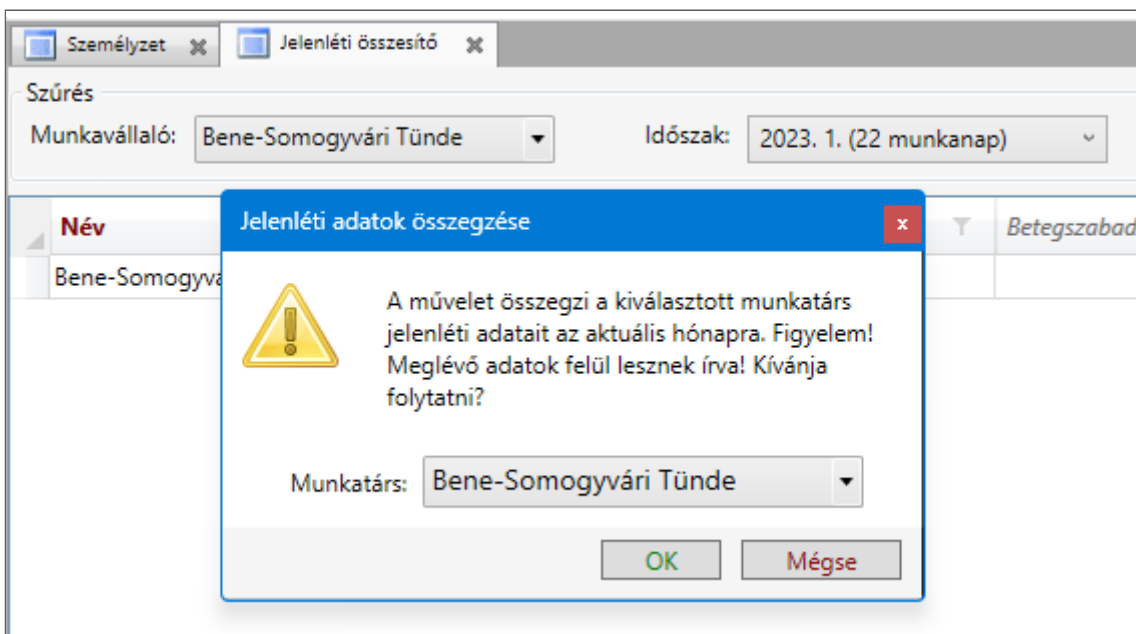 Személyzet
Jelenléti összesítő
Szűrés
Munkavállaló: Bene-Somogyvári Tünde Időszak: 2023. 1. (22 munkanap)
Név Betegszabad
Bene-Somogyvá
Jelenléti adatok összegzése
x
A művelet összegzi a kiválasztott munkatárs
jelenléti adatait az aktuális hónapra. Figyelem!
Meglévő adatok felül lesznek írva! Kívánja
folytatni?
Munkatárs: Bene-Somogyvári Tünde
OK Mégse